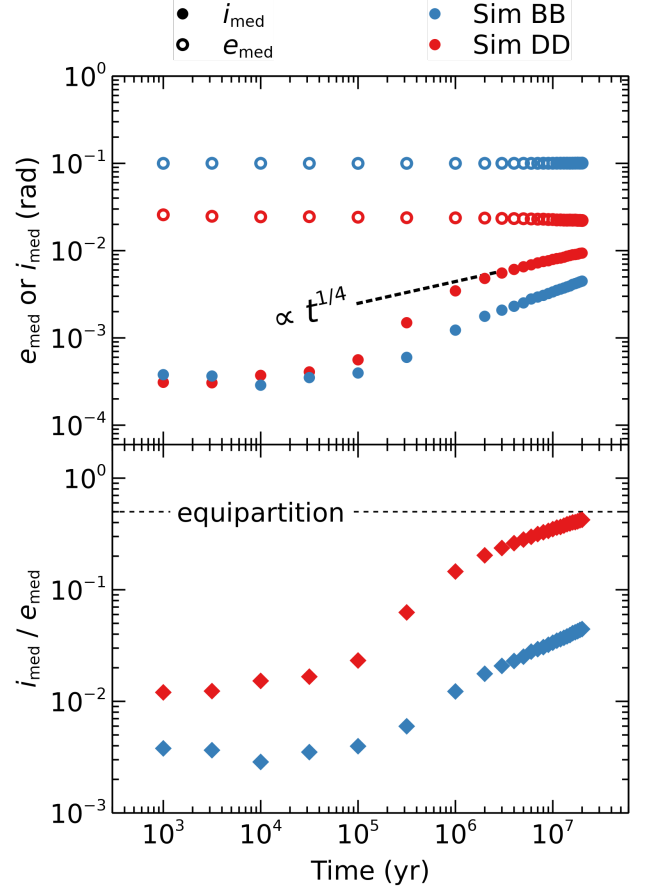 i_med Sim BB
e_med Sim DD
10^0
10^-1
10^-2
10^-3
10^-4
e_med or i_med (rad)
∝ t^1/4
10^0
10^-1
10^-2
10^-3
i_med / e_med
equipartition
10^3 10^4 10^5 10^6 10^7
Time (yr)